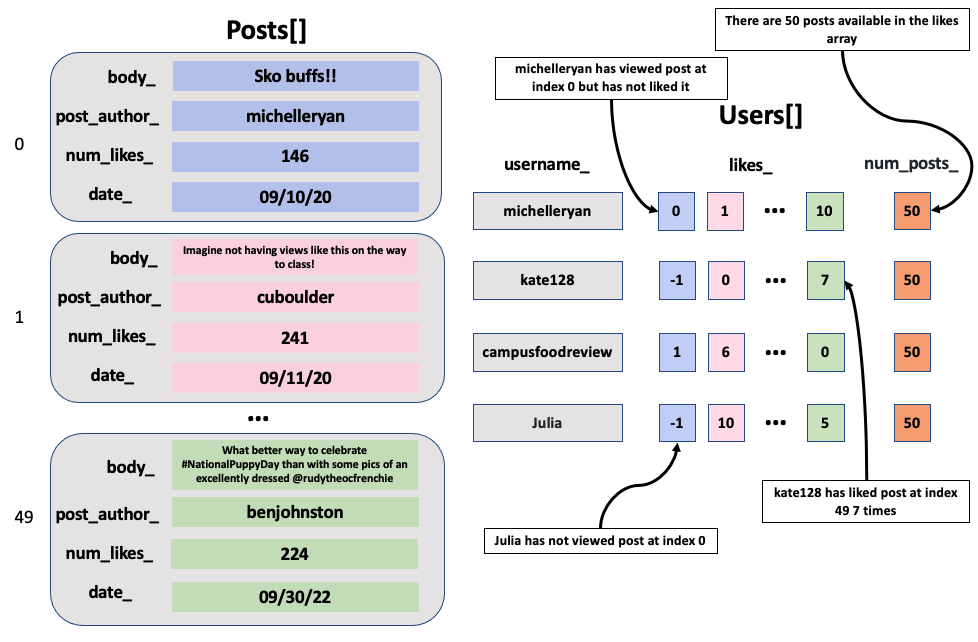 Posts[]
0
body_
Sko buffs!!
post_author_
michelleryan
num_likes_
146
date_
09/10/20
1
body_
Imagine not having views like this on the way
to class!
post_author_
cuboulder
num_likes_
241
date_
09/11/20
...
49
body_
What better way to celebrate
#NationalPuppyDay than with some pics of an
excellently dressed @rudytheocfrenchie
post_author_
benjohnston
num_likes_
224
date_
09/30/22
There are 50 posts available in the likes
array
michelleryan has viewed post at
index 0 but has not liked it
Users[]
username_ likes_ num_posts_
michelleryan 0 1 ... 10 50
kate128 -1 0 ... 7 50
campusfoodreview 1 6 ... 0 50
Julia -1 10 ... 5 50
kate128 has liked post at index
49 7 times
Julia has not viewed post at index 0